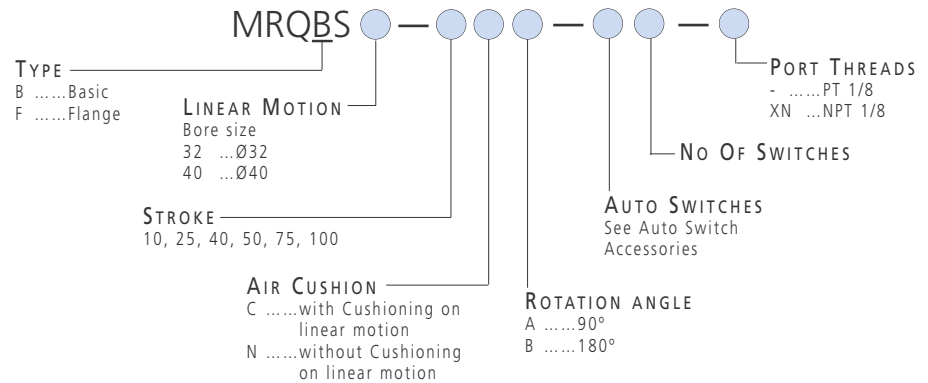 MRQBS — — —
TYPE
B ......Basic
F ......Flange
LINEAR MOTION
Bore size
32 ...Ø32
40 ...Ø40
STROKE
10, 25, 40, 50, 75, 100
AIR CUSHION
C ......with Cushioning on
linear motion
N ......without Cushioning
on linear motion
ROTATION ANGLE
A ......90º
B ......180º
AUTO SWITCHES
See Auto Switch
Accessories
NO OF SWITCHES
PORT THREADS
- ......PT 1/8
XN ...NPT 1/8